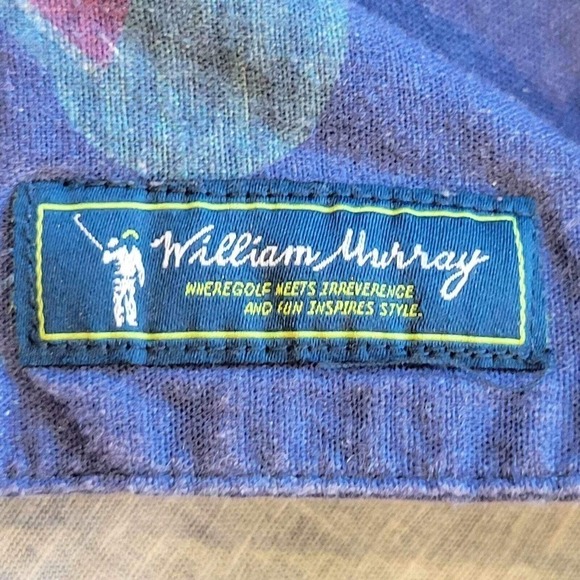 William Murray
WHEREGOLF MEETS IRREVERENCE
AND FUN INSPIRES STYLE.